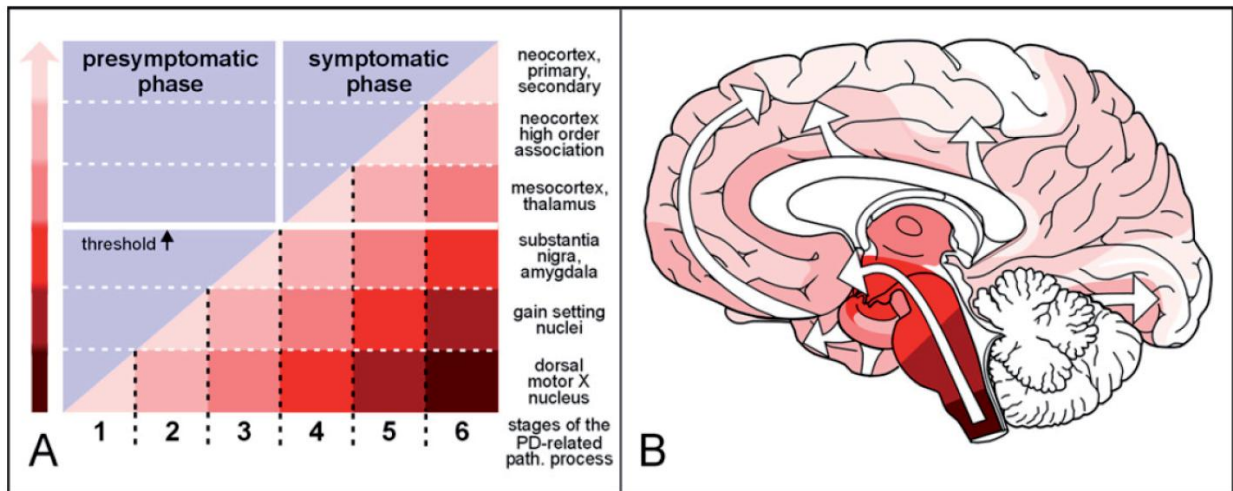 presymptomatic
phase
symptomatic
phase
neocortex,
primary,
secondary
neocortex
high order
association
mesocortex,
thalamus
threshold
substantia
nigra,
amygdala
gain setting
nuclei
dorsal
motor X
nucleus
1 2 3 4 5 6
stages of the
PD-related
path. process
A
B